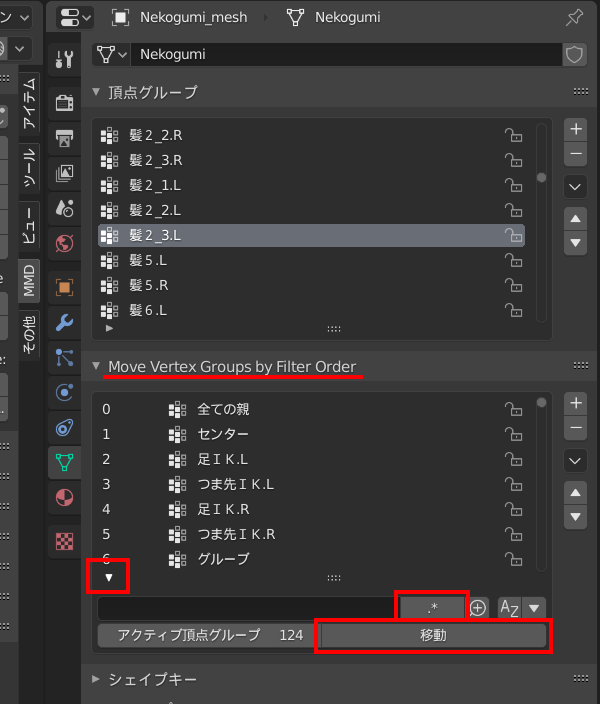 ン
Nekogumi_mesh
Nekogumi
Nekogumi
アイテム
ツール
ビュー
MMD
その他
頂点グループ
髪２_2.R
髪２_3.R
髪２_1.L
髪２_2.L
髪２_3.L
髪５.L
髪５.R
髪６.L
Move Vertex Groups by Filter Order
0 全ての親
1 センター
2 足ＩＫ.L
3 つま先ＩＫ.L
4 足ＩＫ.R
5 つま先ＩＫ.R
6 グループ
.*
AZ
アクティブ頂点グループ 124
移動
シェイプキー